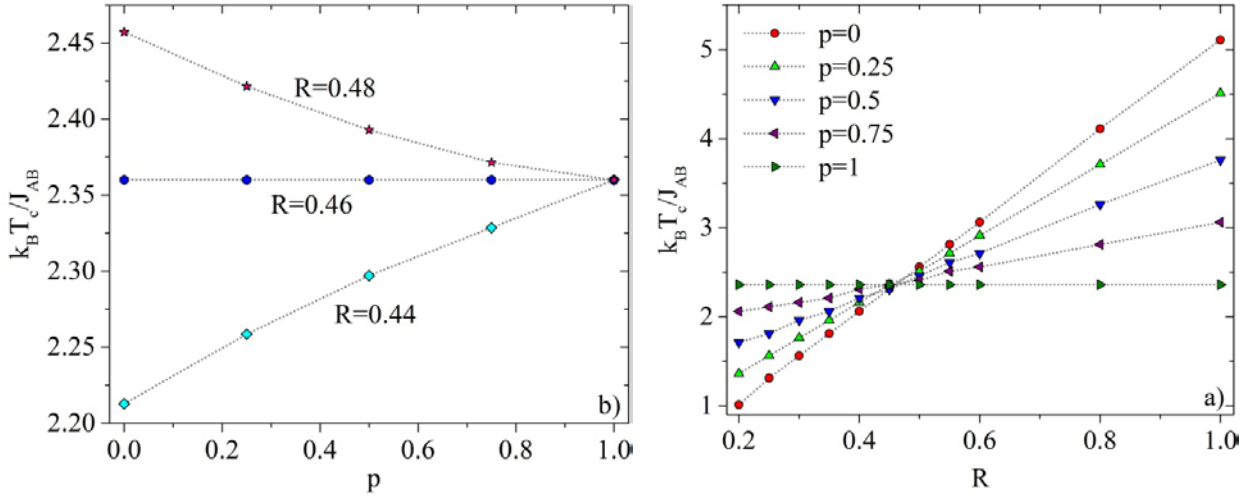 2.45
2.40
2.35
2.30
2.25
2.20
k_B T_c/J_AB
R=0.48
R=0.46
R=0.44
b)
0.0 0.2 0.4 0.6 0.8 1.0
p
5
4
3
2
1
k_B T_c/J_AB
p=0
p=0.25
p=0.5
p=0.75
p=1
a)
0.2 0.4 0.6 0.8 1.0
R